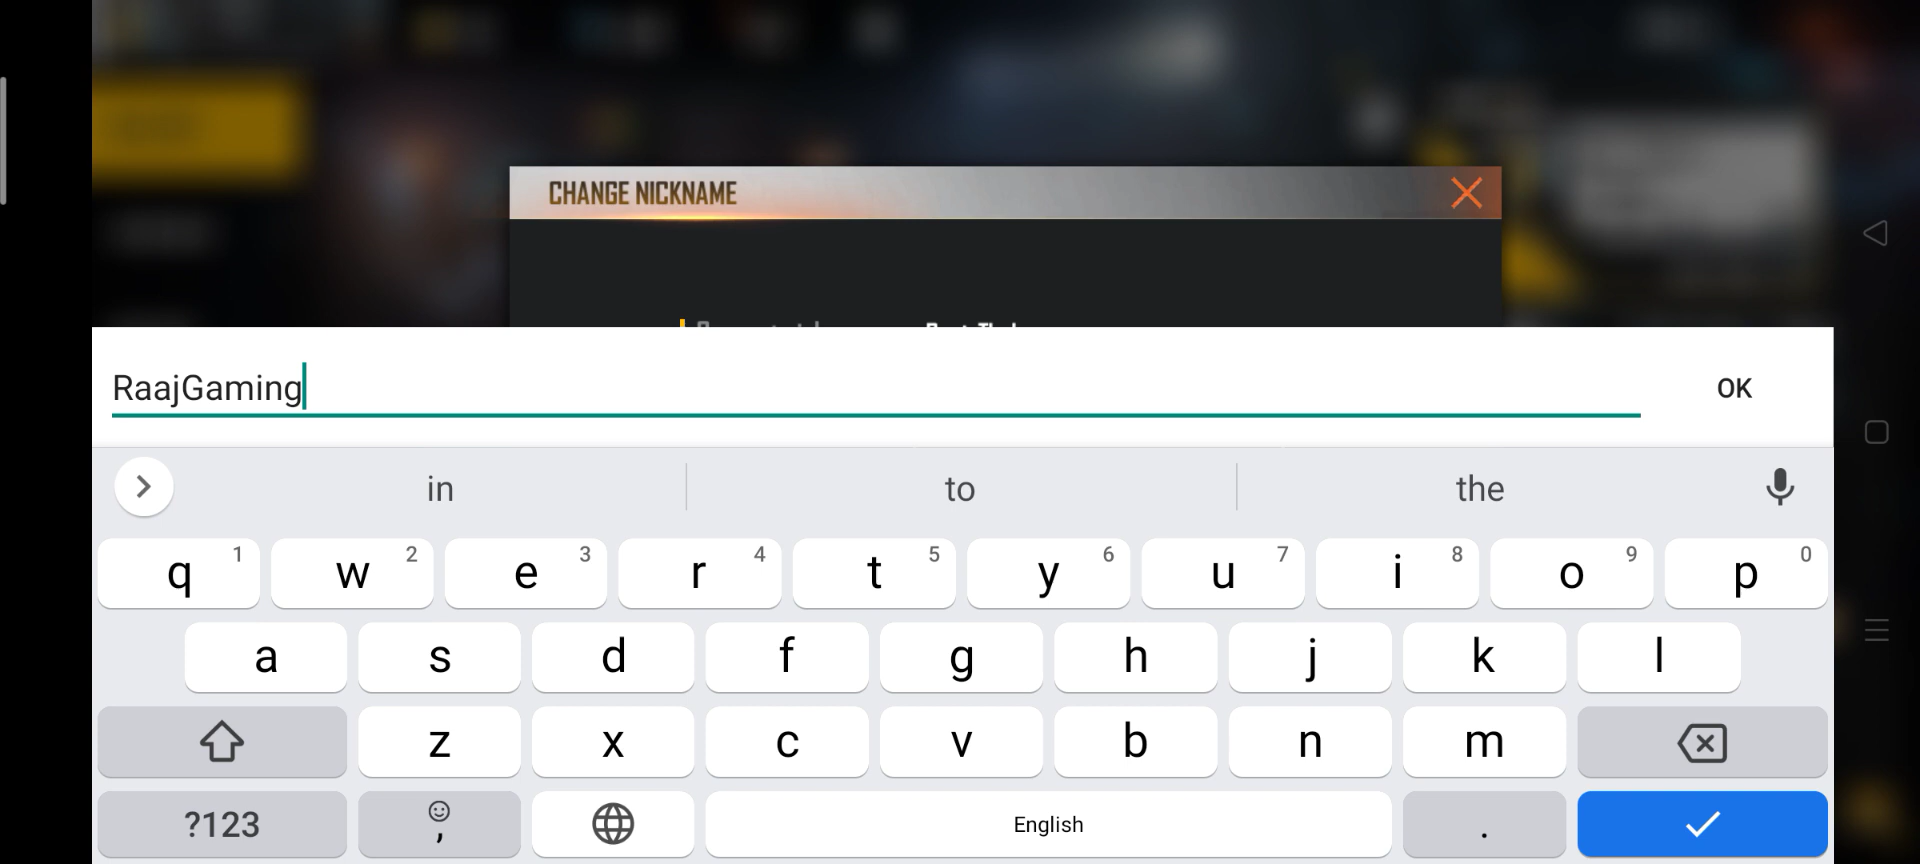 CHANGE NICKNAME
RaajGaming
OK
in to the
q 1 w 2 e 3 r 4 t 5 y 6 u 7 i 8 o 9 p 0
a s d f g h j k l
z x c v b n m
?123 , English .